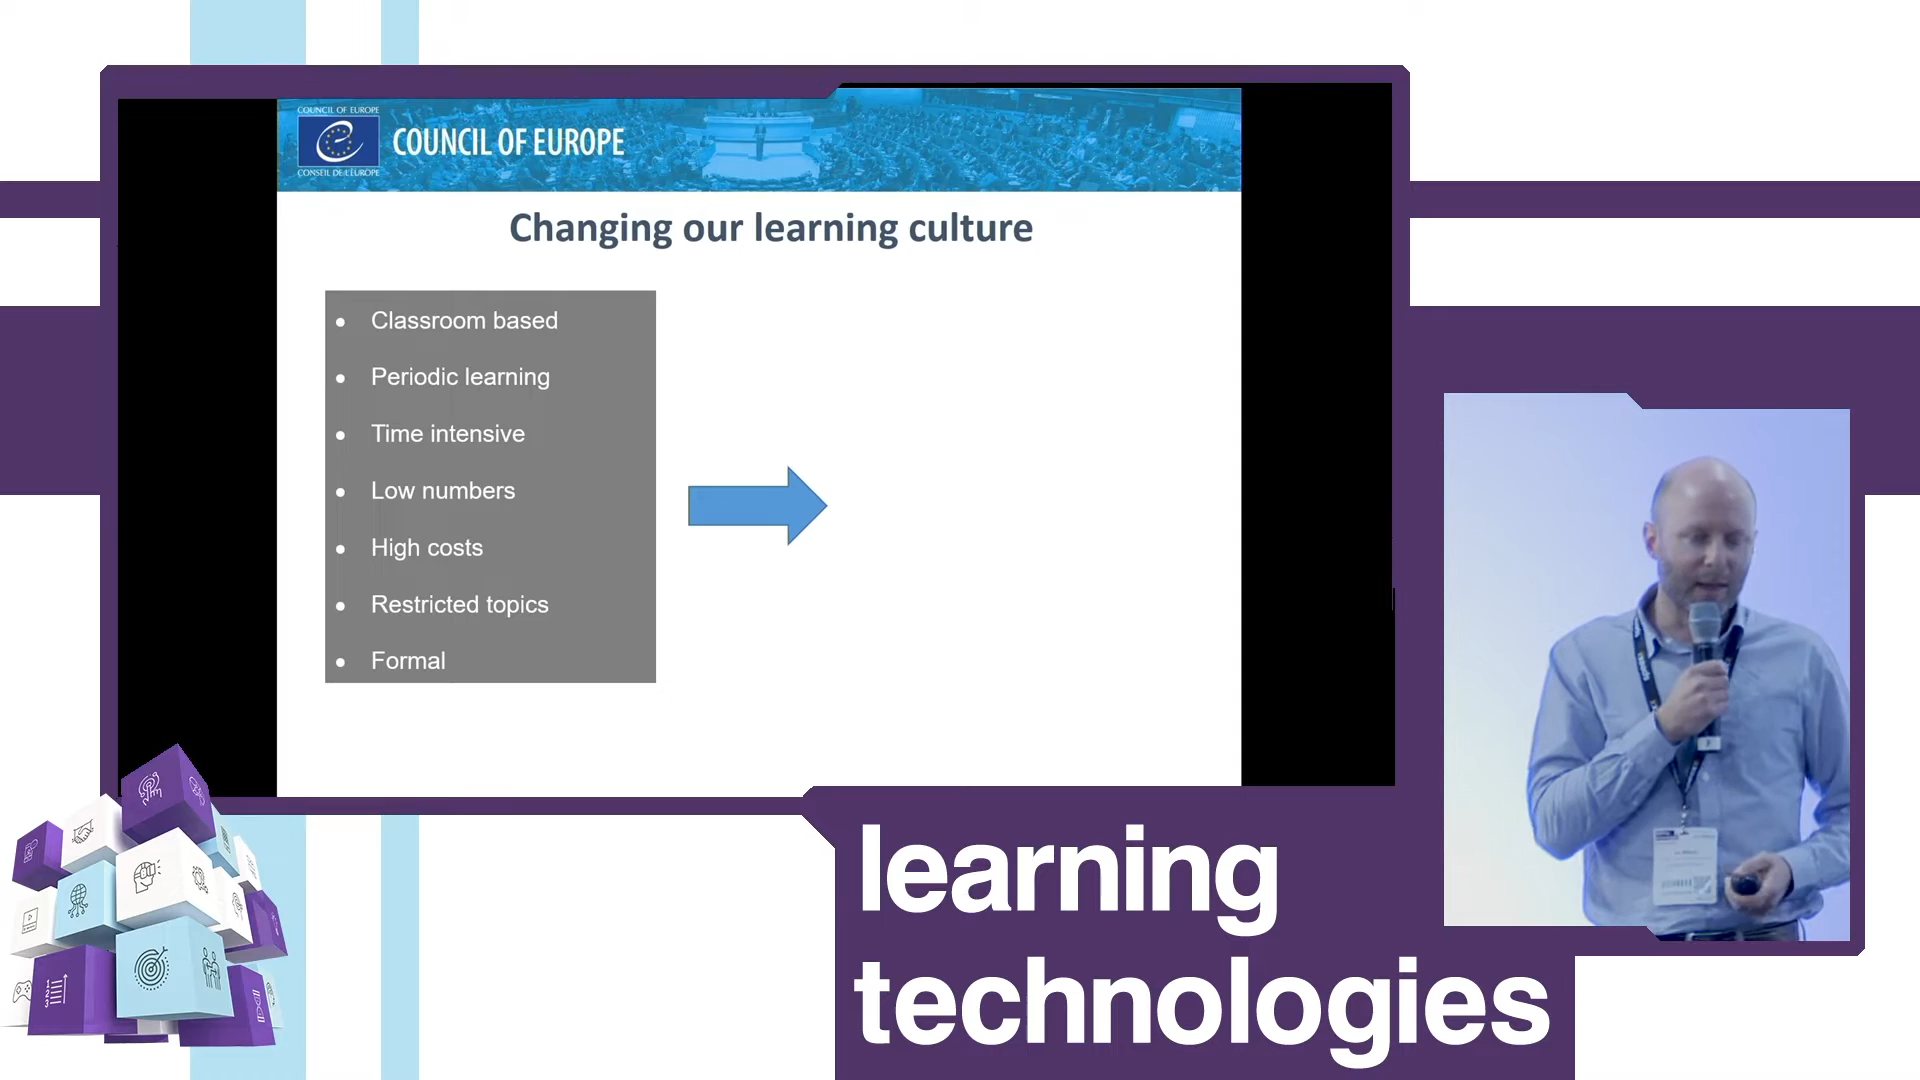 COUNCIL OF EUROPE
COUNCIL OF EUROPE
CONSEIL DE L'EUROPE
Changing our learning culture
• Classroom based
• Periodic learning
• Time intensive
• Low numbers
• High costs
• Restricted topics
• Formal
learning
technologies